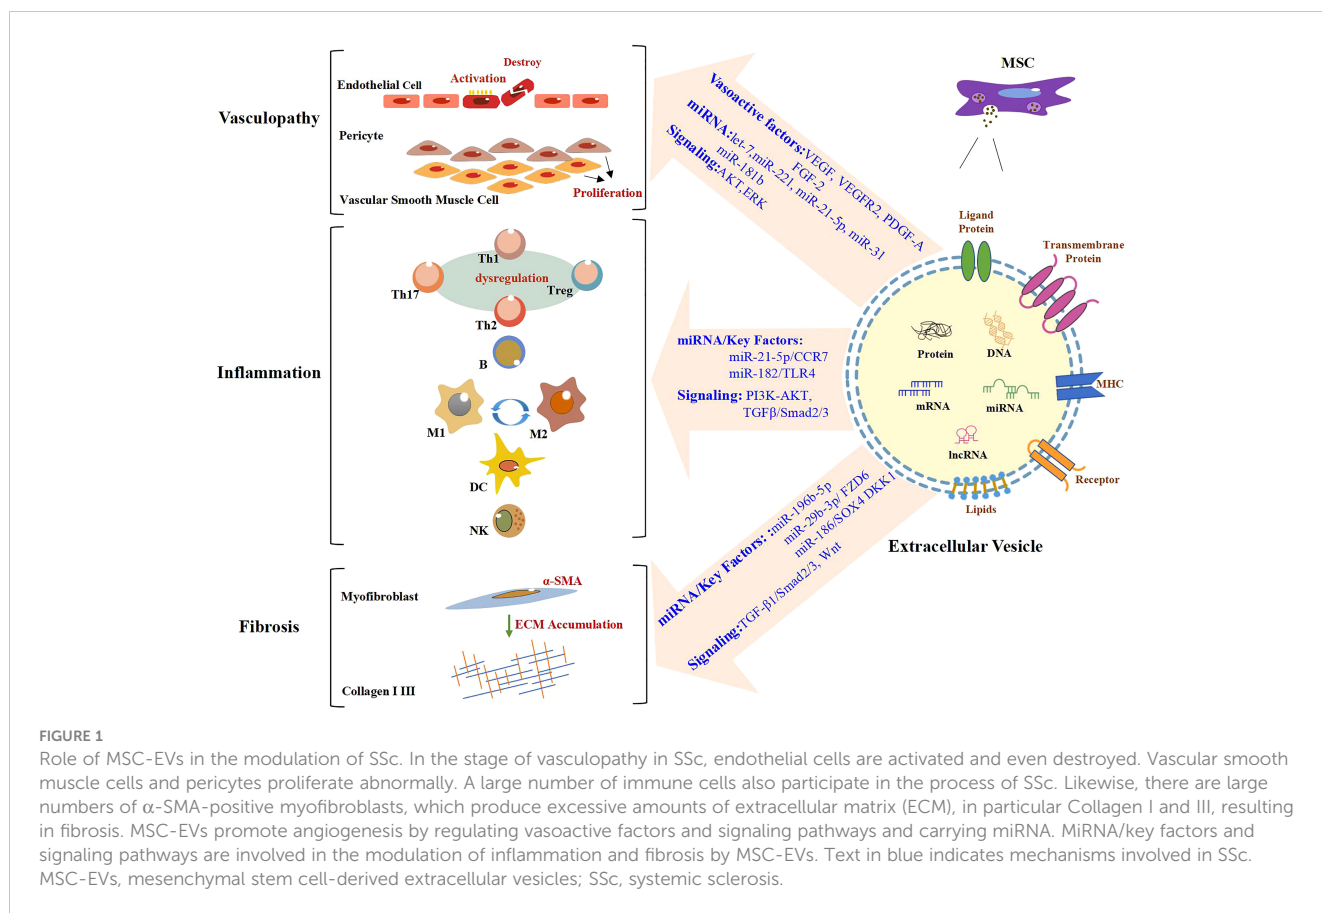 Vasculopathy
Endothelial Cell
Activation
Destroy
Pericyte
Vascular Smooth Muscle Cell
Proliferation
Inflammation
Th1
dysregulation
Th17
Treg
Th2
B
M1
M2
DC
NK
Fibrosis
Myofibroblast
α-SMA
ECM Accumulation
Collagen I III
Vasoactive factors:VEGF, VEGFR2, PDGF-A
FGF-2
miRNA:let-7,miR-221, miR-21-5p, miR-31
miR-181b
Signaling:AKT,ERK
miRNA/Key Factors:
miR-21-5p/CCR7
miR-182/TLR4
Signaling: PI3K-AKT,
TGFβ/Smad2/3
miRNA/Key Factors: :miR-196b-5p
miR-29b-3p/ FZD6
miR-186/SOX4 DKK1
Signaling:TGF-β1/Smad2/3, Wnt
MSC
Ligand
Protein
Transmembrane
Protein
Protein
DNA
MHC
mRNA
miRNA
lncRNA
Receptor
Lipids
Extracellular Vesicle
FIGURE 1
Role of MSC-EVs in the modulation of SSc. In the stage of vasculopathy in SSc, endothelial cells are activated and even destroyed. Vascular smooth
muscle cells and pericytes proliferate abnormally. A large number of immune cells also participate in the process of SSc. Likewise, there are large
numbers of α-SMA-positive myofibroblasts, which produce excessive amounts of extracellular matrix (ECM), in particular Collagen I and III, resulting
in fibrosis. MSC-EVs promote angiogenesis by regulating vasoactive factors and signaling pathways and carrying miRNA. MiRNA/key factors and
signaling pathways are involved in the modulation of inflammation and fibrosis by MSC-EVs. Text in blue indicates mechanisms involved in SSc.
MSC-EVs, mesenchymal stem cell-derived extracellular vesicles; SSc, systemic sclerosis.